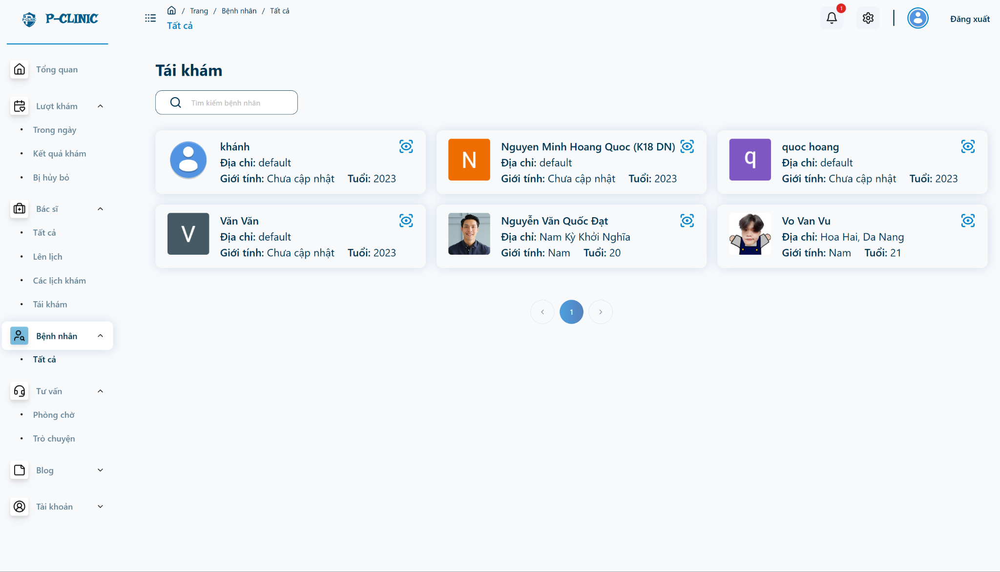 P-CLINIC
P-CLINIC
/ Trang / Bệnh nhân / Tất cả
Tất cả
1
Đăng xuất
Tổng quan
Lượt khám
Trong ngày
Kết quả khám
Bị hủy bỏ
Bác sĩ
Tất cả
Lên lịch
Các lịch khám
Tái khám
Bệnh nhân
Tất cả
Tư vấn
Phòng chờ
Trò chuyện
Blog
Tài khoản
Tái khám
Tìm kiếm bệnh nhân
khánh
Địa chỉ: default
Giới tính: Chưa cập nhật Tuổi: 2023
N
Nguyen Minh Hoang Quoc (K18 DN)
Địa chỉ: default
Giới tính: Chưa cập nhật Tuổi: 2023
q
quoc hoang
Địa chỉ: default
Giới tính: Chưa cập nhật Tuổi: 2023
V
Văn Văn
Địa chỉ: default
Giới tính: Chưa cập nhật Tuổi: 2023
Nguyễn Văn Quốc Đạt
Địa chỉ: Nam Kỳ Khởi Nghĩa
Giới tính: Nam Tuổi: 20
Vo Van Vu
Địa chỉ: Hoa Hai, Da Nang
Giới tính: Nam Tuổi: 21
1